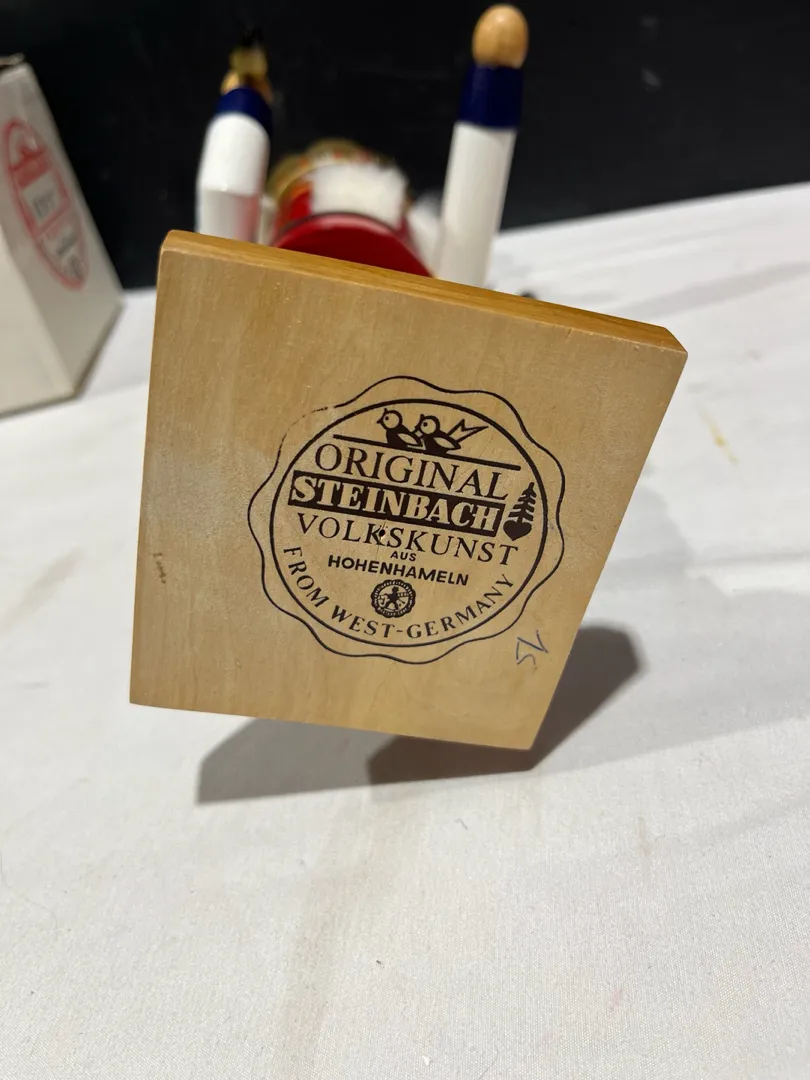 ORIGINAL
STEINBACH
VOLKSKUNST
AUS
HOHENHAMELN
FROM WEST-GERMANY